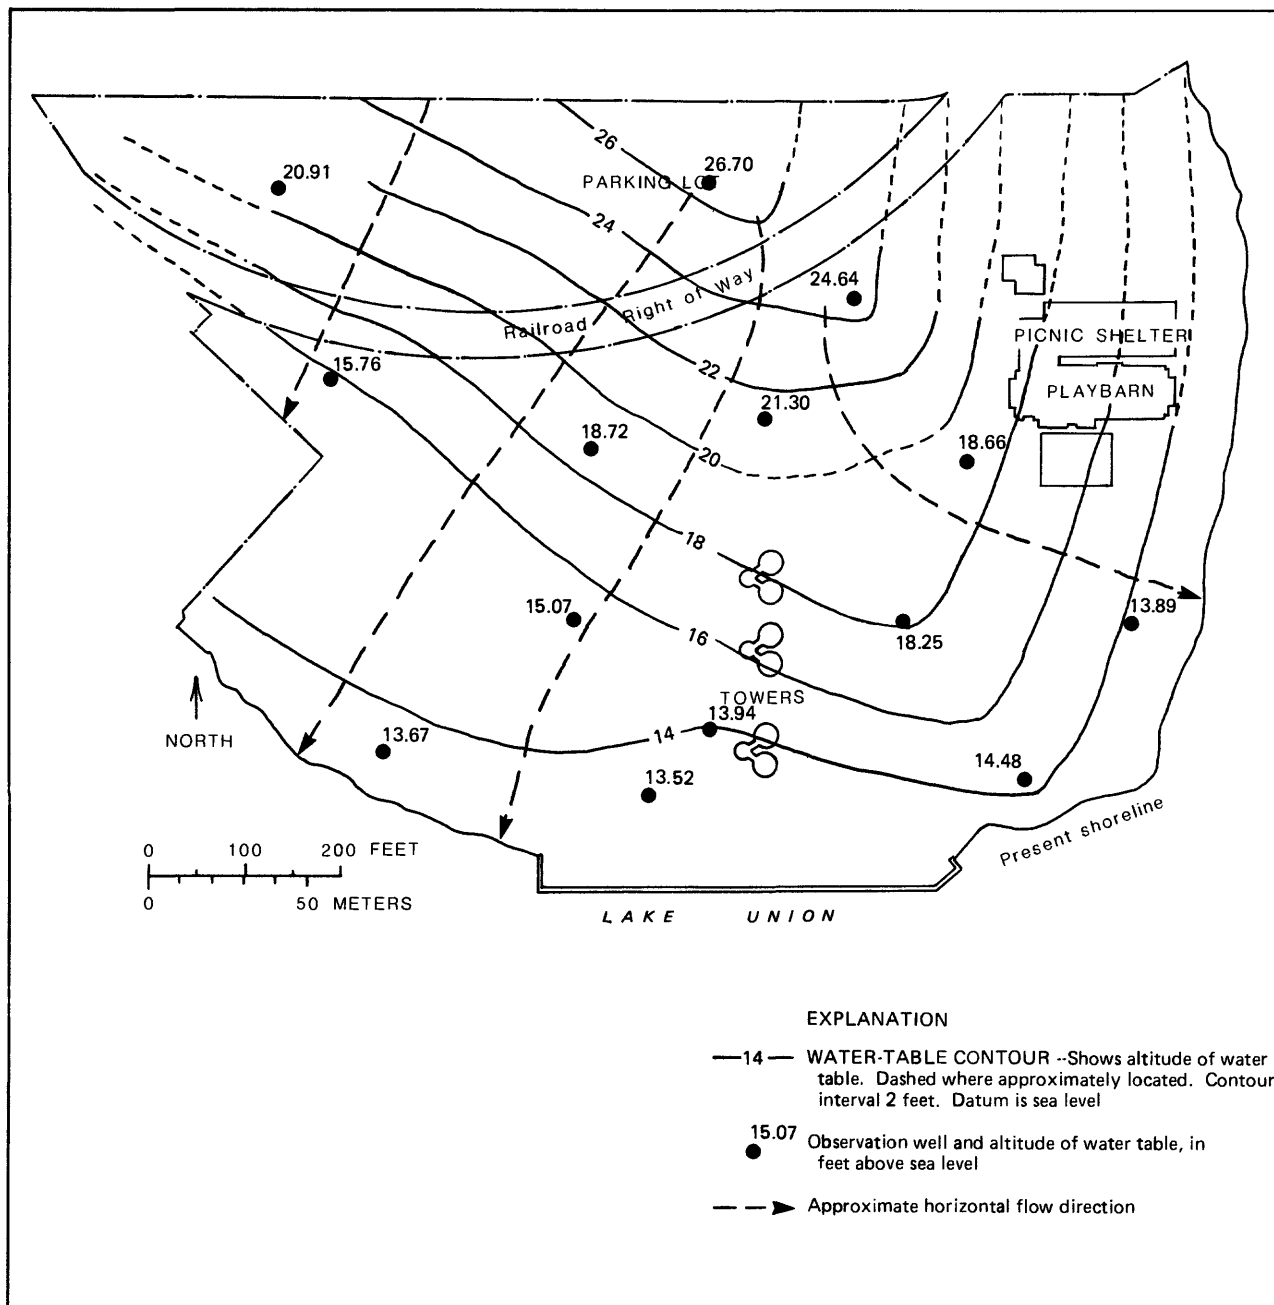 26
26.70
20.91
PARKING LOT
24
24.64
Railroad Right of Way
PICNIC SHELTER
15.76
22
PLAYBARN
21.30
18.72
18.66
20
18
15.07
13.89
16
18.25
TOWERS
13.94
NORTH
13.67
14
14.48
13.52
Present shoreline
0 100 200 FEET
0 50 METERS
LAKE UNION
EXPLANATION
—14— WATER-TABLE CONTOUR --Shows altitude of water
table. Dashed where approximately located. Contour
interval 2 feet. Datum is sea level
15.07 Observation well and altitude of water table, in
feet above sea level
Approximate horizontal flow direction